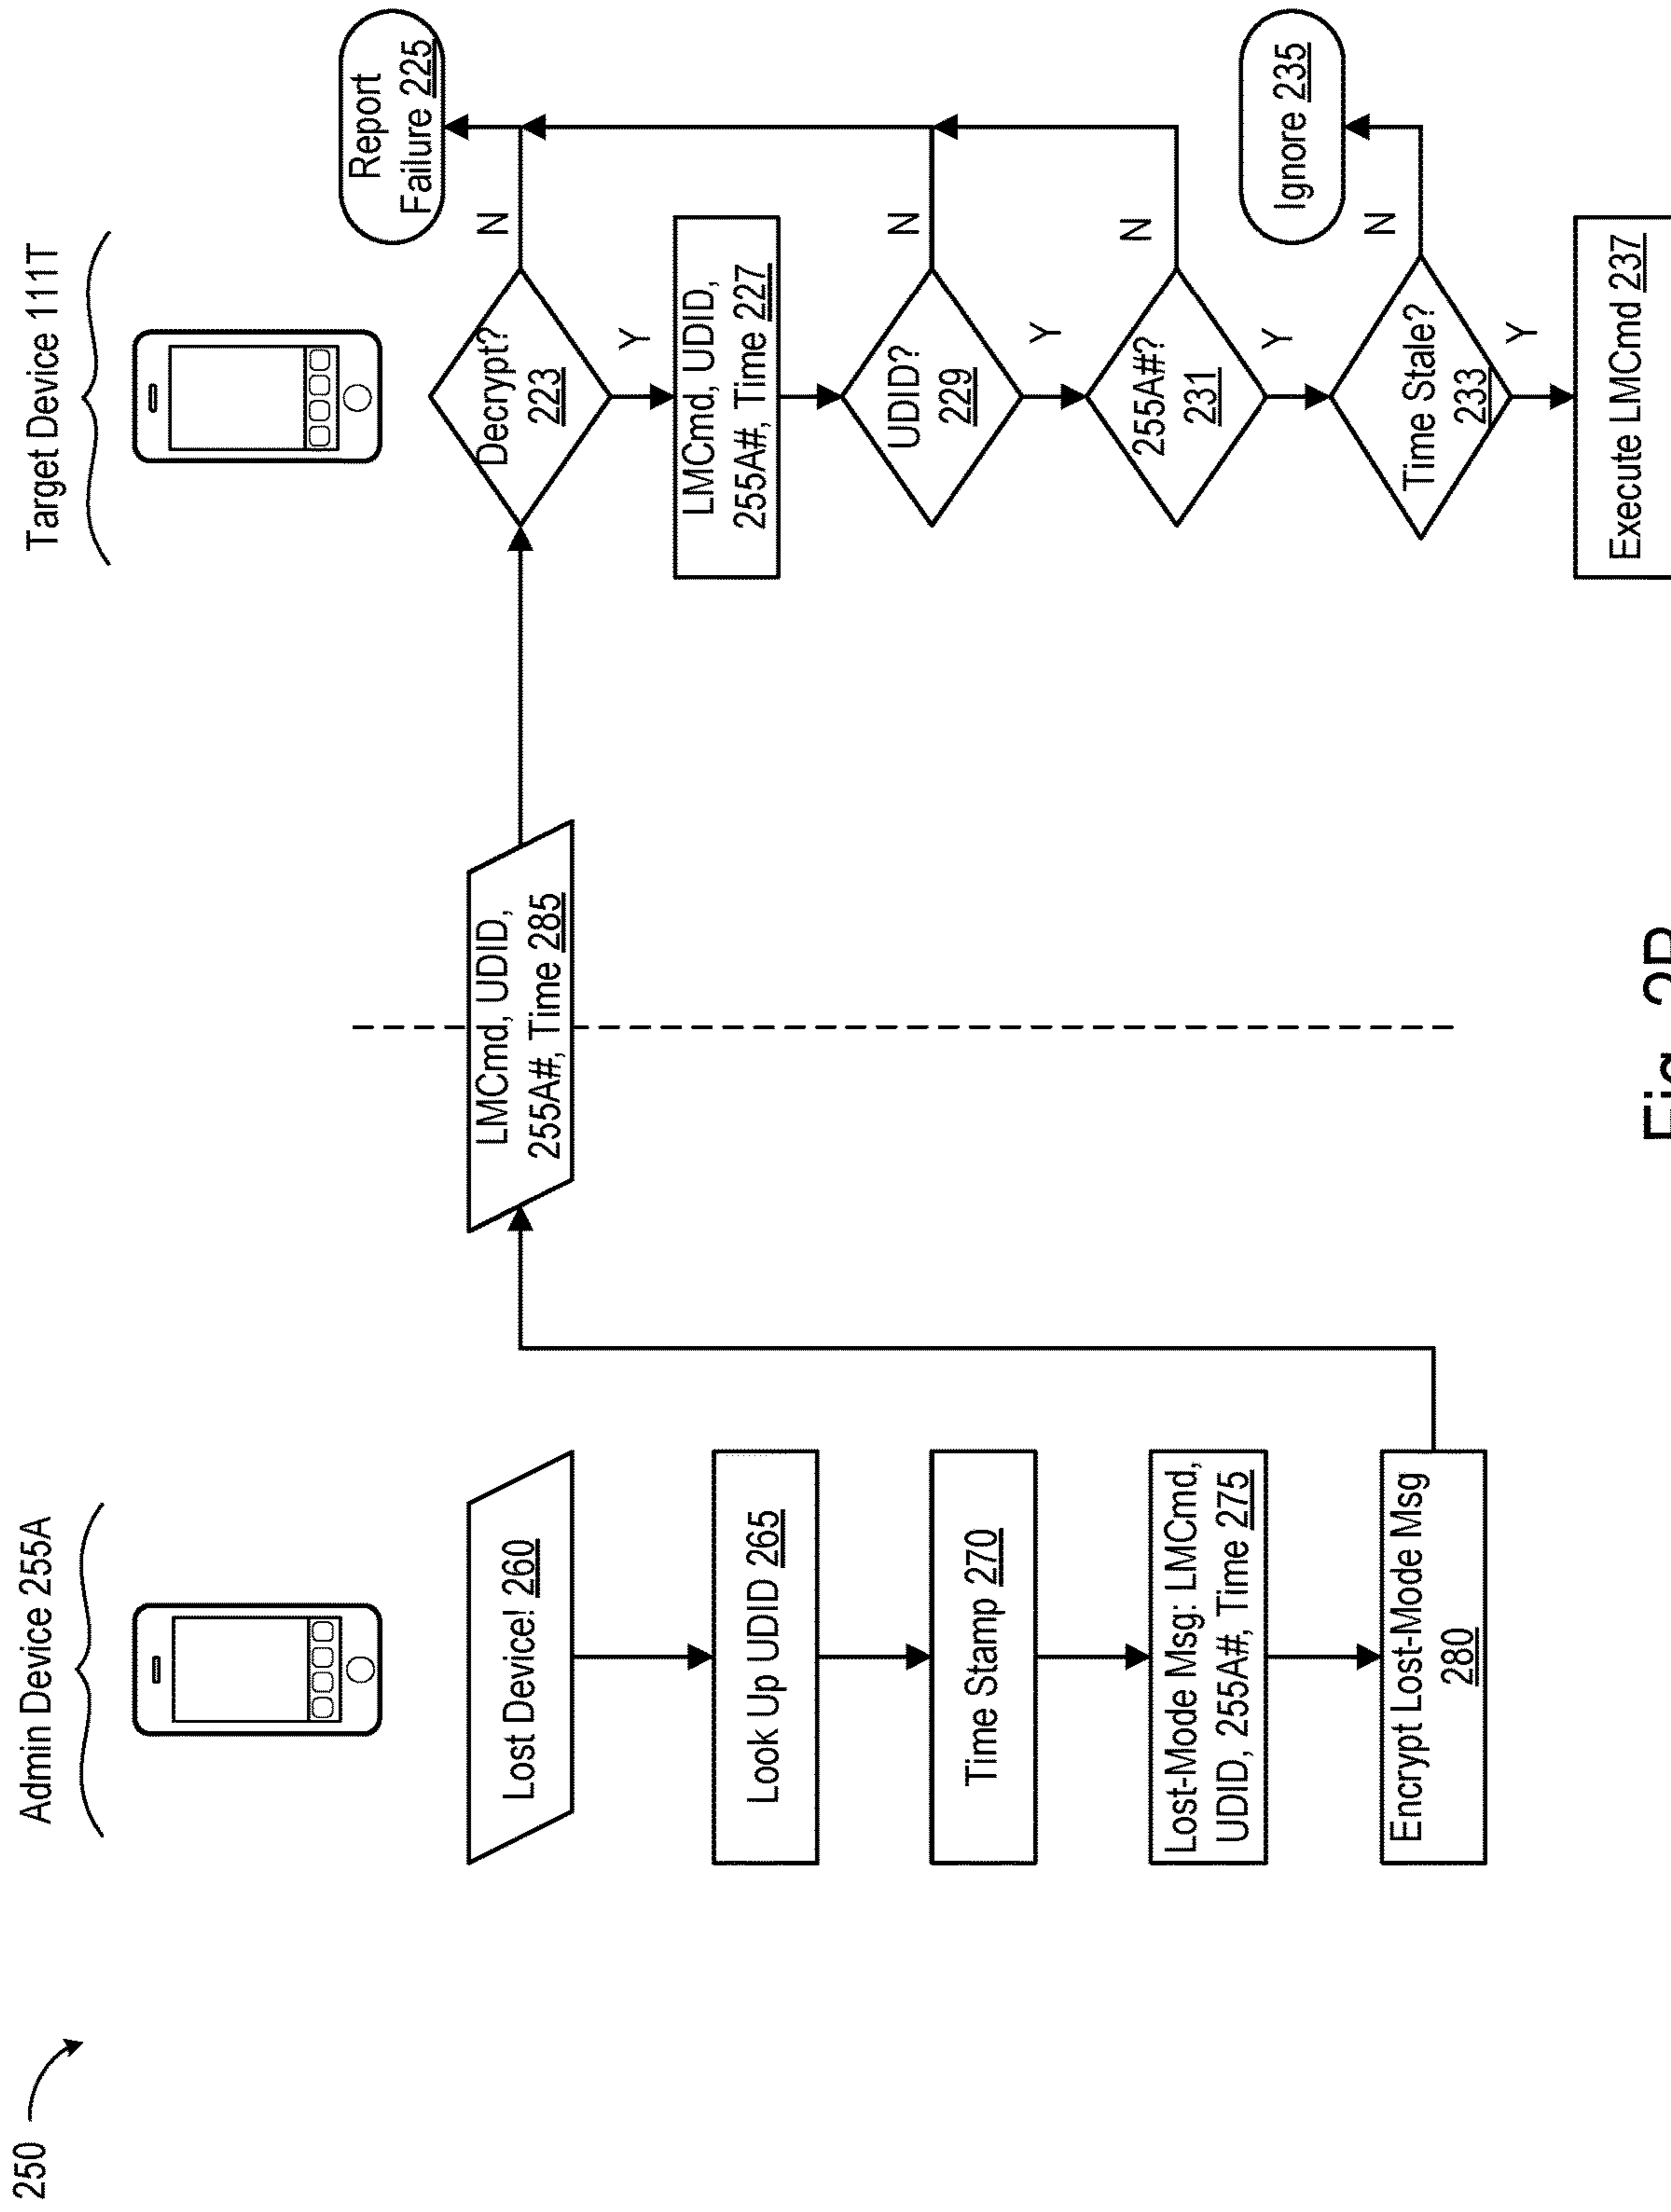 250
Admin Device 255A
Lost Device! 260
Look Up UDID 265
Time Stamp 270
Lost-Mode Msg: LMCmd,
UDID, 255A#, Time 275
Encrypt Lost-Mode Msg
280
LMCmd, UDID,
255A#, Time 285
Target Device 111T
Decrypt?
223
N
Report
Failure 225
Y
LMCmd, UDID,
255A#, Time 227
UDID?
229
N
Y
255A#?
231
N
Y
Time Stale?
233
N
Ignore 235
Y
Execute LMCmd 237